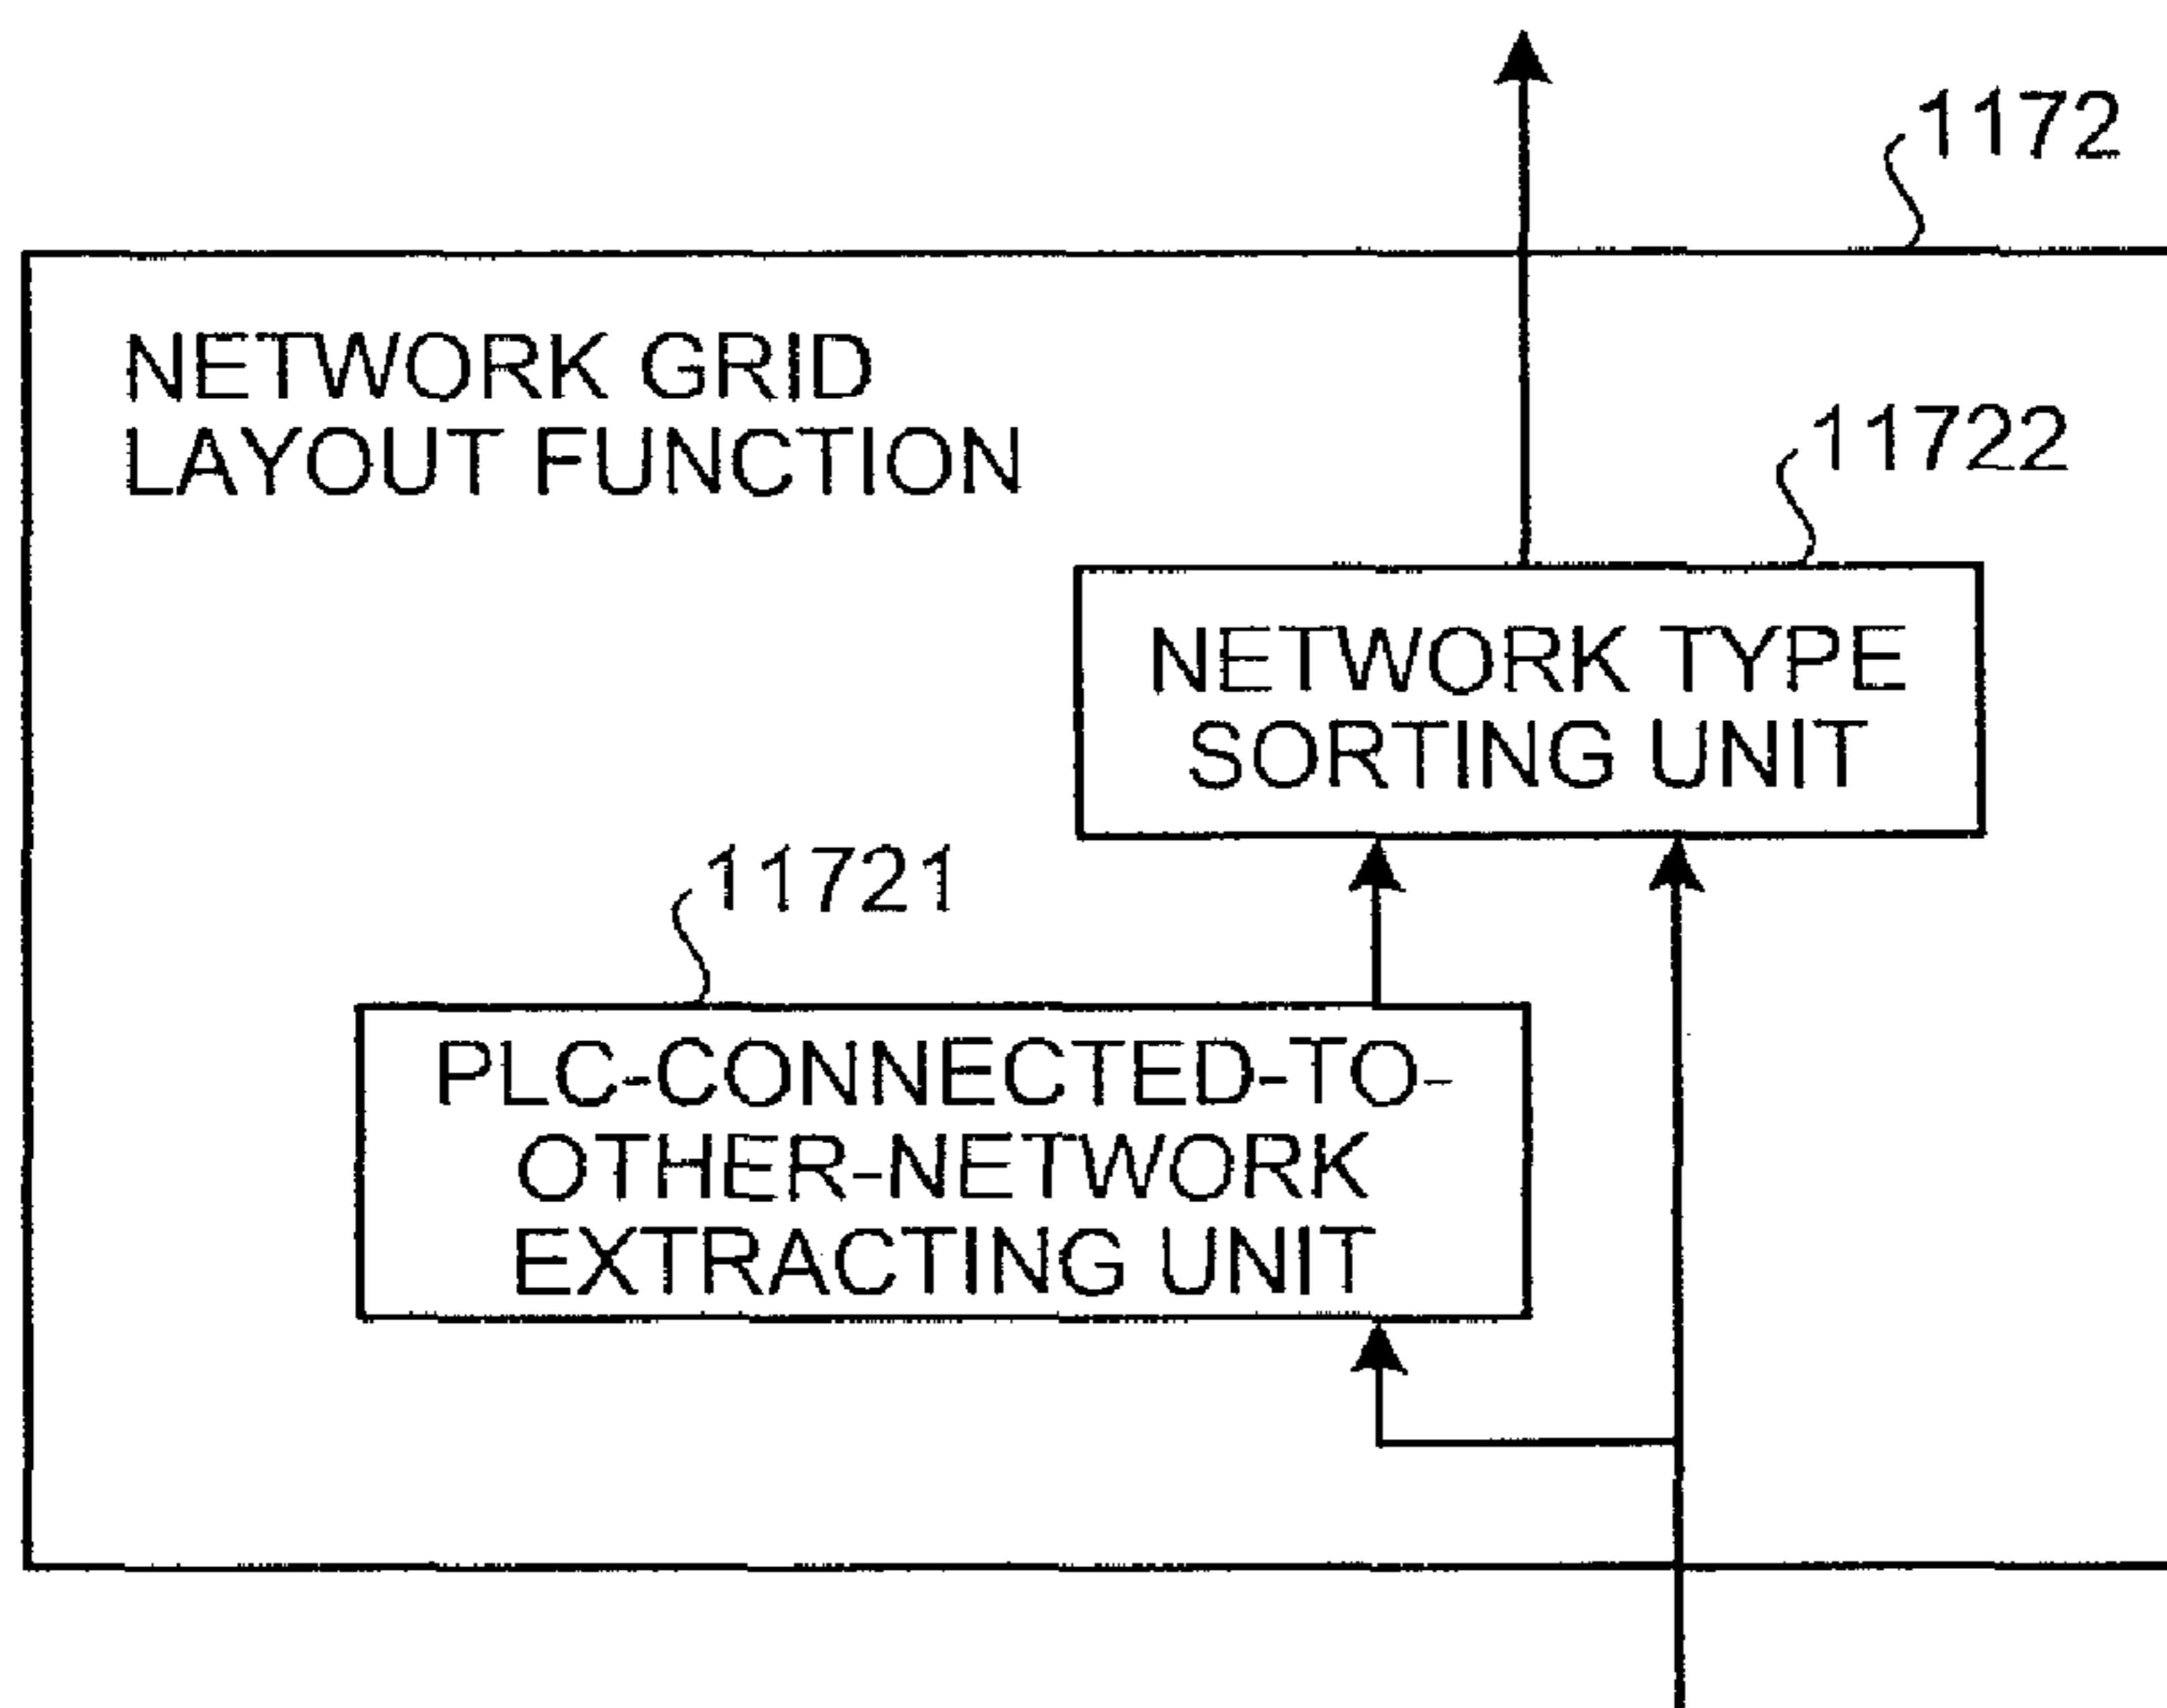 1172
NETWORK GRID
LAYOUT FUNCTION
11722
NETWORK TYPE
SORTING UNIT
11721
PLC-CONNECTED-TO-
OTHER-NETWORK
EXTRACTING UNIT